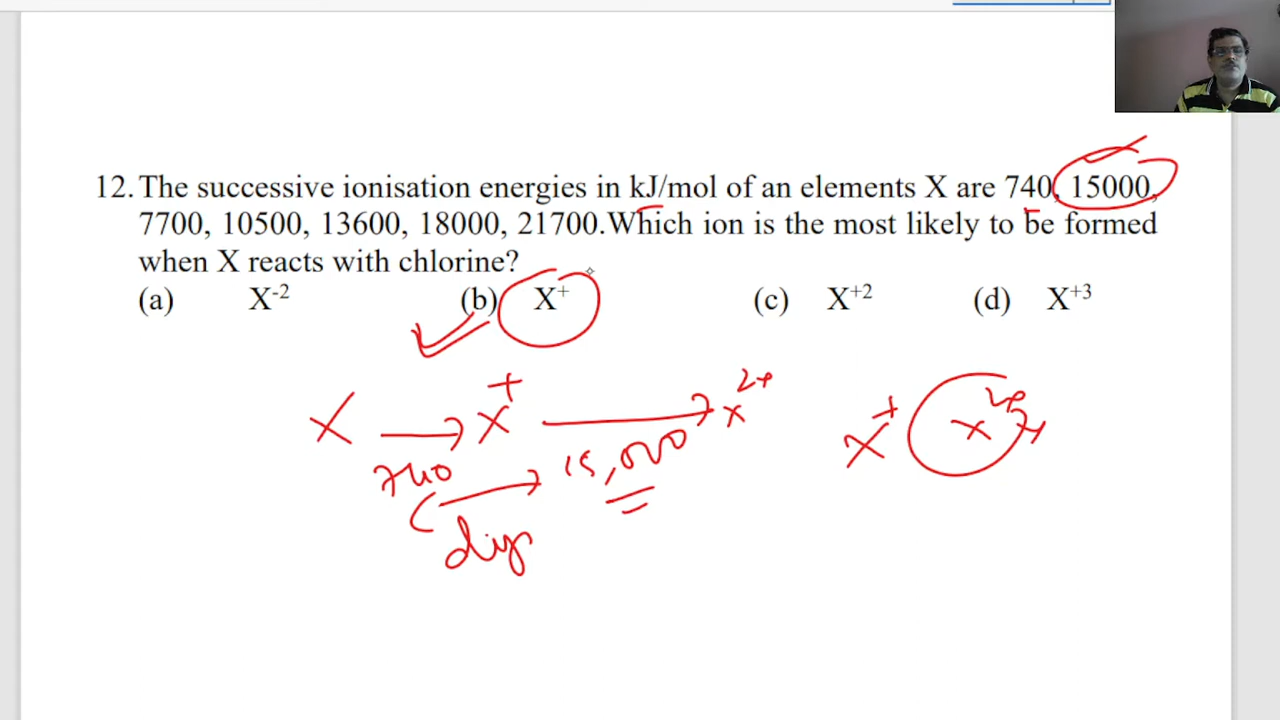 12. The successive ionisation energies in kJ/mol of an elements X are 740, 15000,
7700, 10500, 13600, 18000, 21700.Which ion is the most likely to be formed
when X reacts with chlorine?
(a) X⁻² (b) X⁺ (c) X⁺² (d) X⁺³
X → X⁺ → X²⁺ X⁺ X²⁺
740 15,000